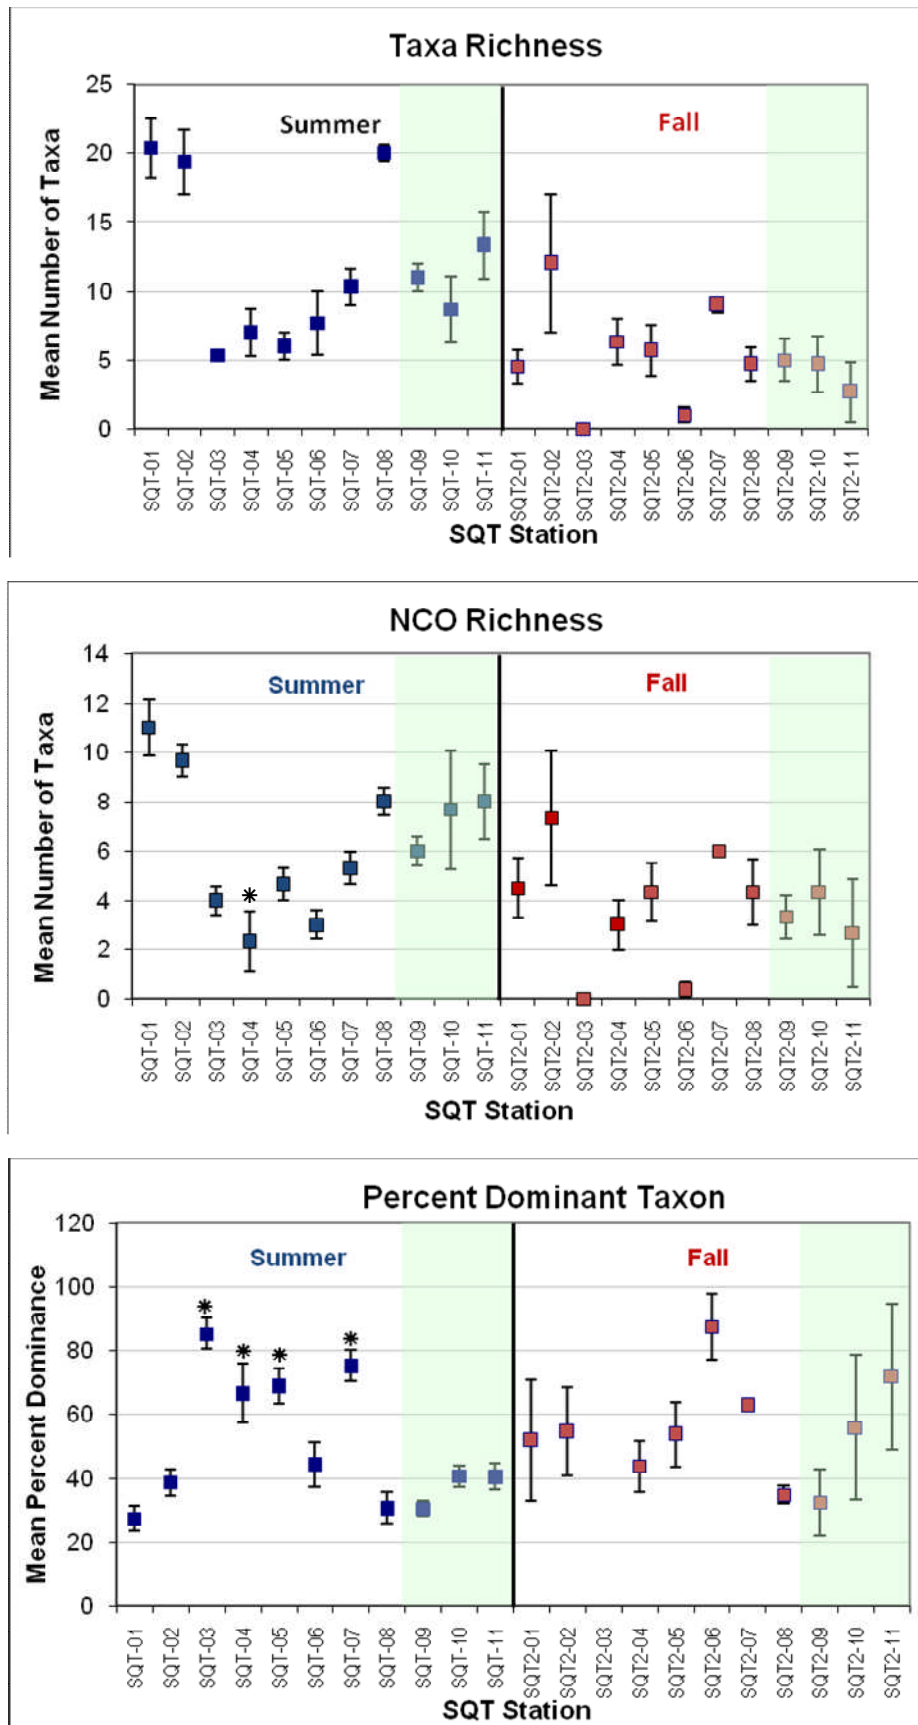 Taxa Richness
Mean Number of Taxa
25
20
15
10
5
0
Summer
Fall
SQT-01
SQT-02
SQT-03
SQT-04
SQT-05
SQT-06
SQT-07
SQT-08
SQT-09
SQT-10
SQT-11
SQT2-01
SQT2-02
SQT2-03
SQT2-04
SQT2-05
SQT2-06
SQT2-07
SQT2-08
SQT2-09
SQT2-10
SQT2-11
SQT Station
NCO Richness
Mean Number of Taxa
14
12
10
8
6
4
2
0
Summer
Fall
*
SQT-01
SQT-02
SQT-03
SQT-04
SQT-05
SQT-06
SQT-07
SQT-08
SQT-09
SQT-10
SQT-11
SQT2-01
SQT2-02
SQT2-03
SQT2-04
SQT2-05
SQT2-06
SQT2-07
SQT2-08
SQT2-09
SQT2-10
SQT2-11
SQT Station
Percent Dominant Taxon
Mean Percent Dominance
120
100
80
60
40
20
0
Summer
Fall
*
*
*
*
SQT-01
SQT-02
SQT-03
SQT-04
SQT-05
SQT-06
SQT-07
SQT-08
SQT-09
SQT-10
SQT-11
SQT2-01
SQT2-02
SQT2-03
SQT2-04
SQT2-05
SQT2-06
SQT2-07
SQT2-08
SQT2-09
SQT2-10
SQT2-11
SQT Station